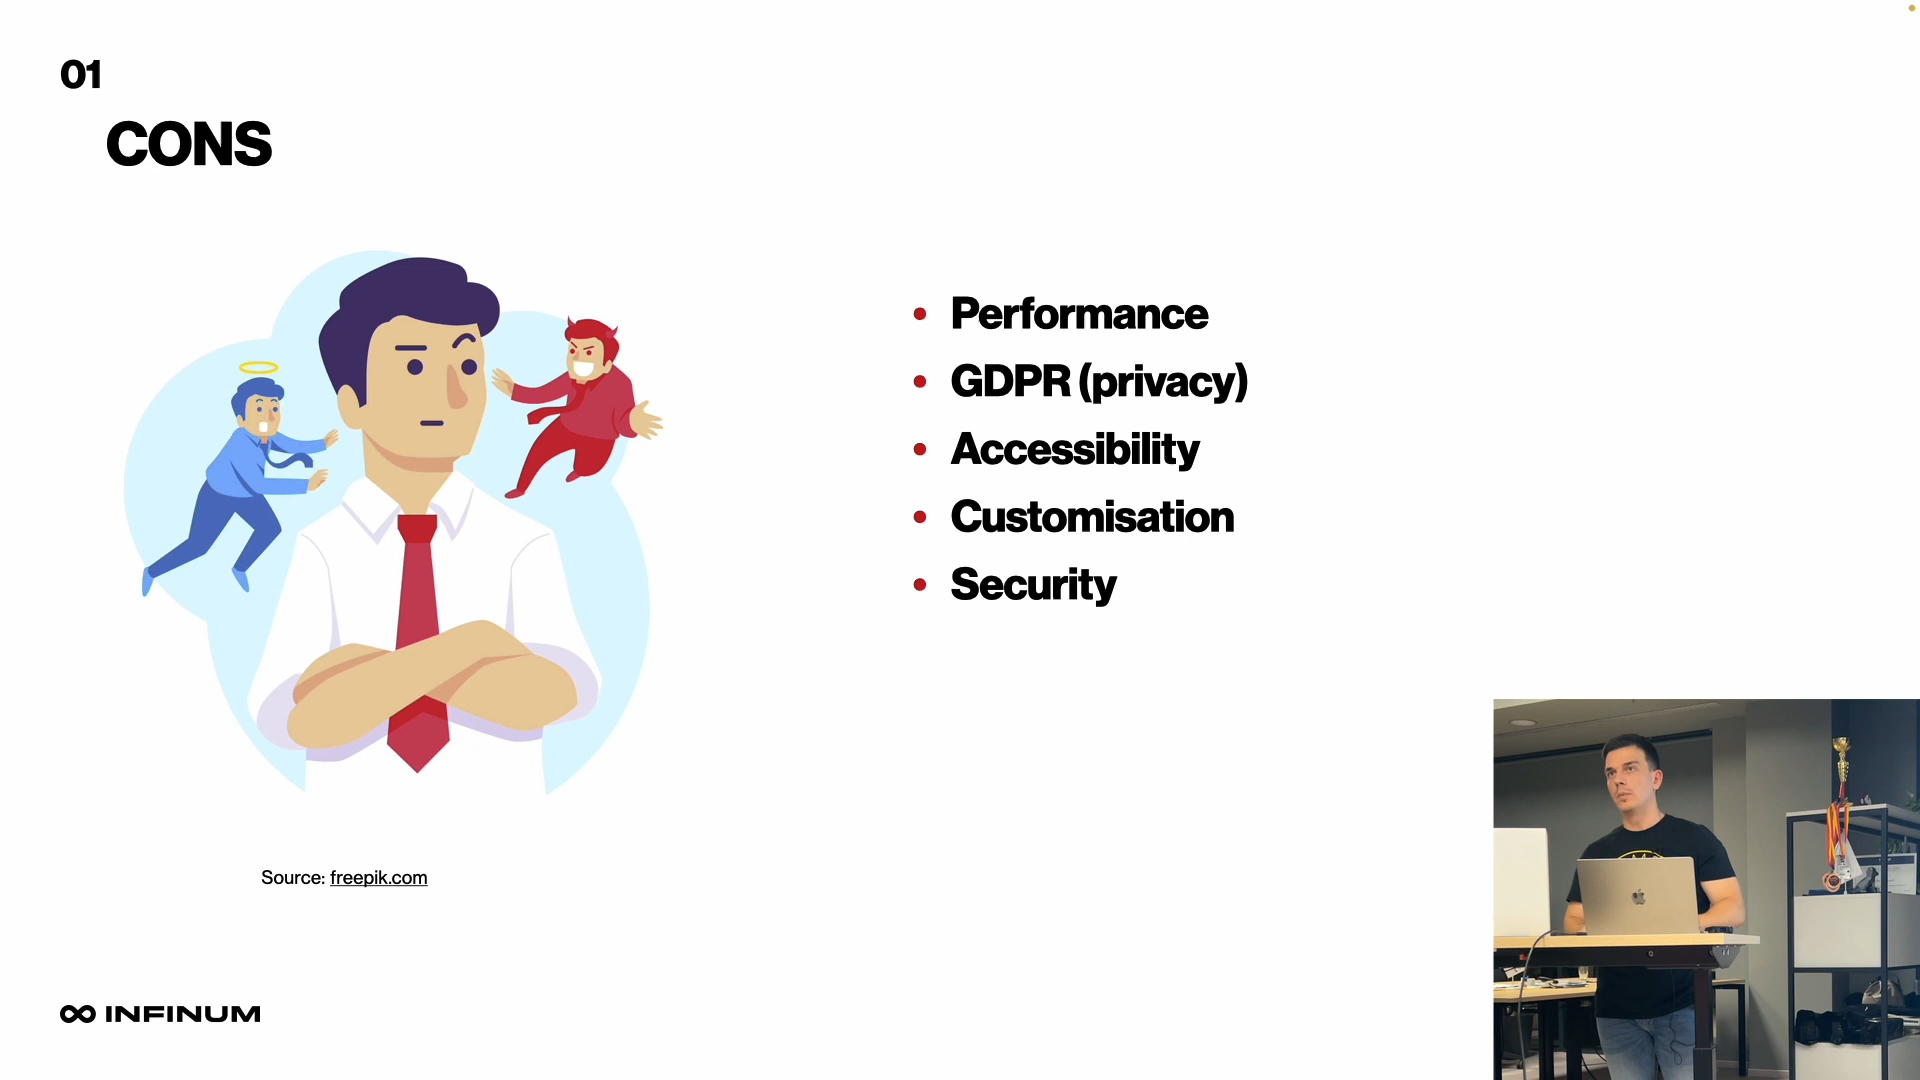 01
CONS
• Performance
• GDPR (privacy)
• Accessibility
• Customisation
• Security
Source: freepik.com
INFINUM